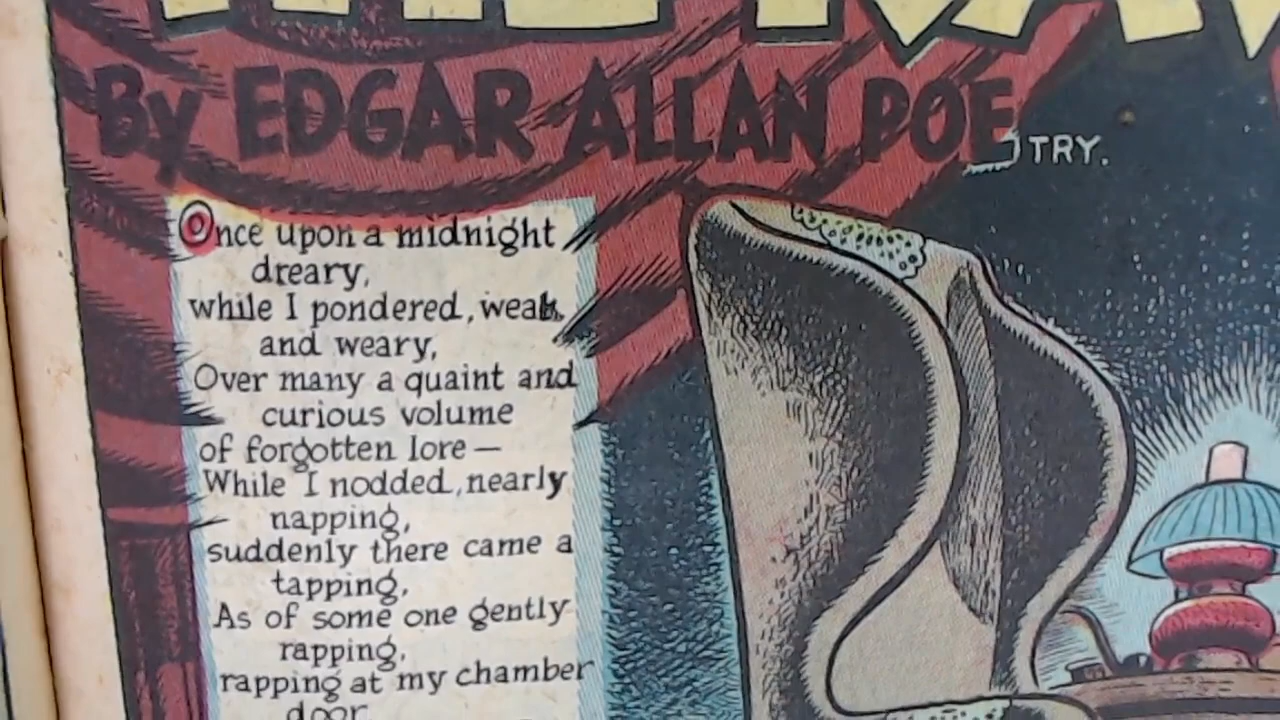 By EDGAR ALLAN POE
TRY.
Once upon a midnight
dreary,
while I pondered, weak
and weary,
Over many a quaint and
curious volume
of forgotten lore —
While I nodded, nearly
napping,
suddenly there came a
tapping,
As of some one gently
rapping,
rapping at my chamber
door